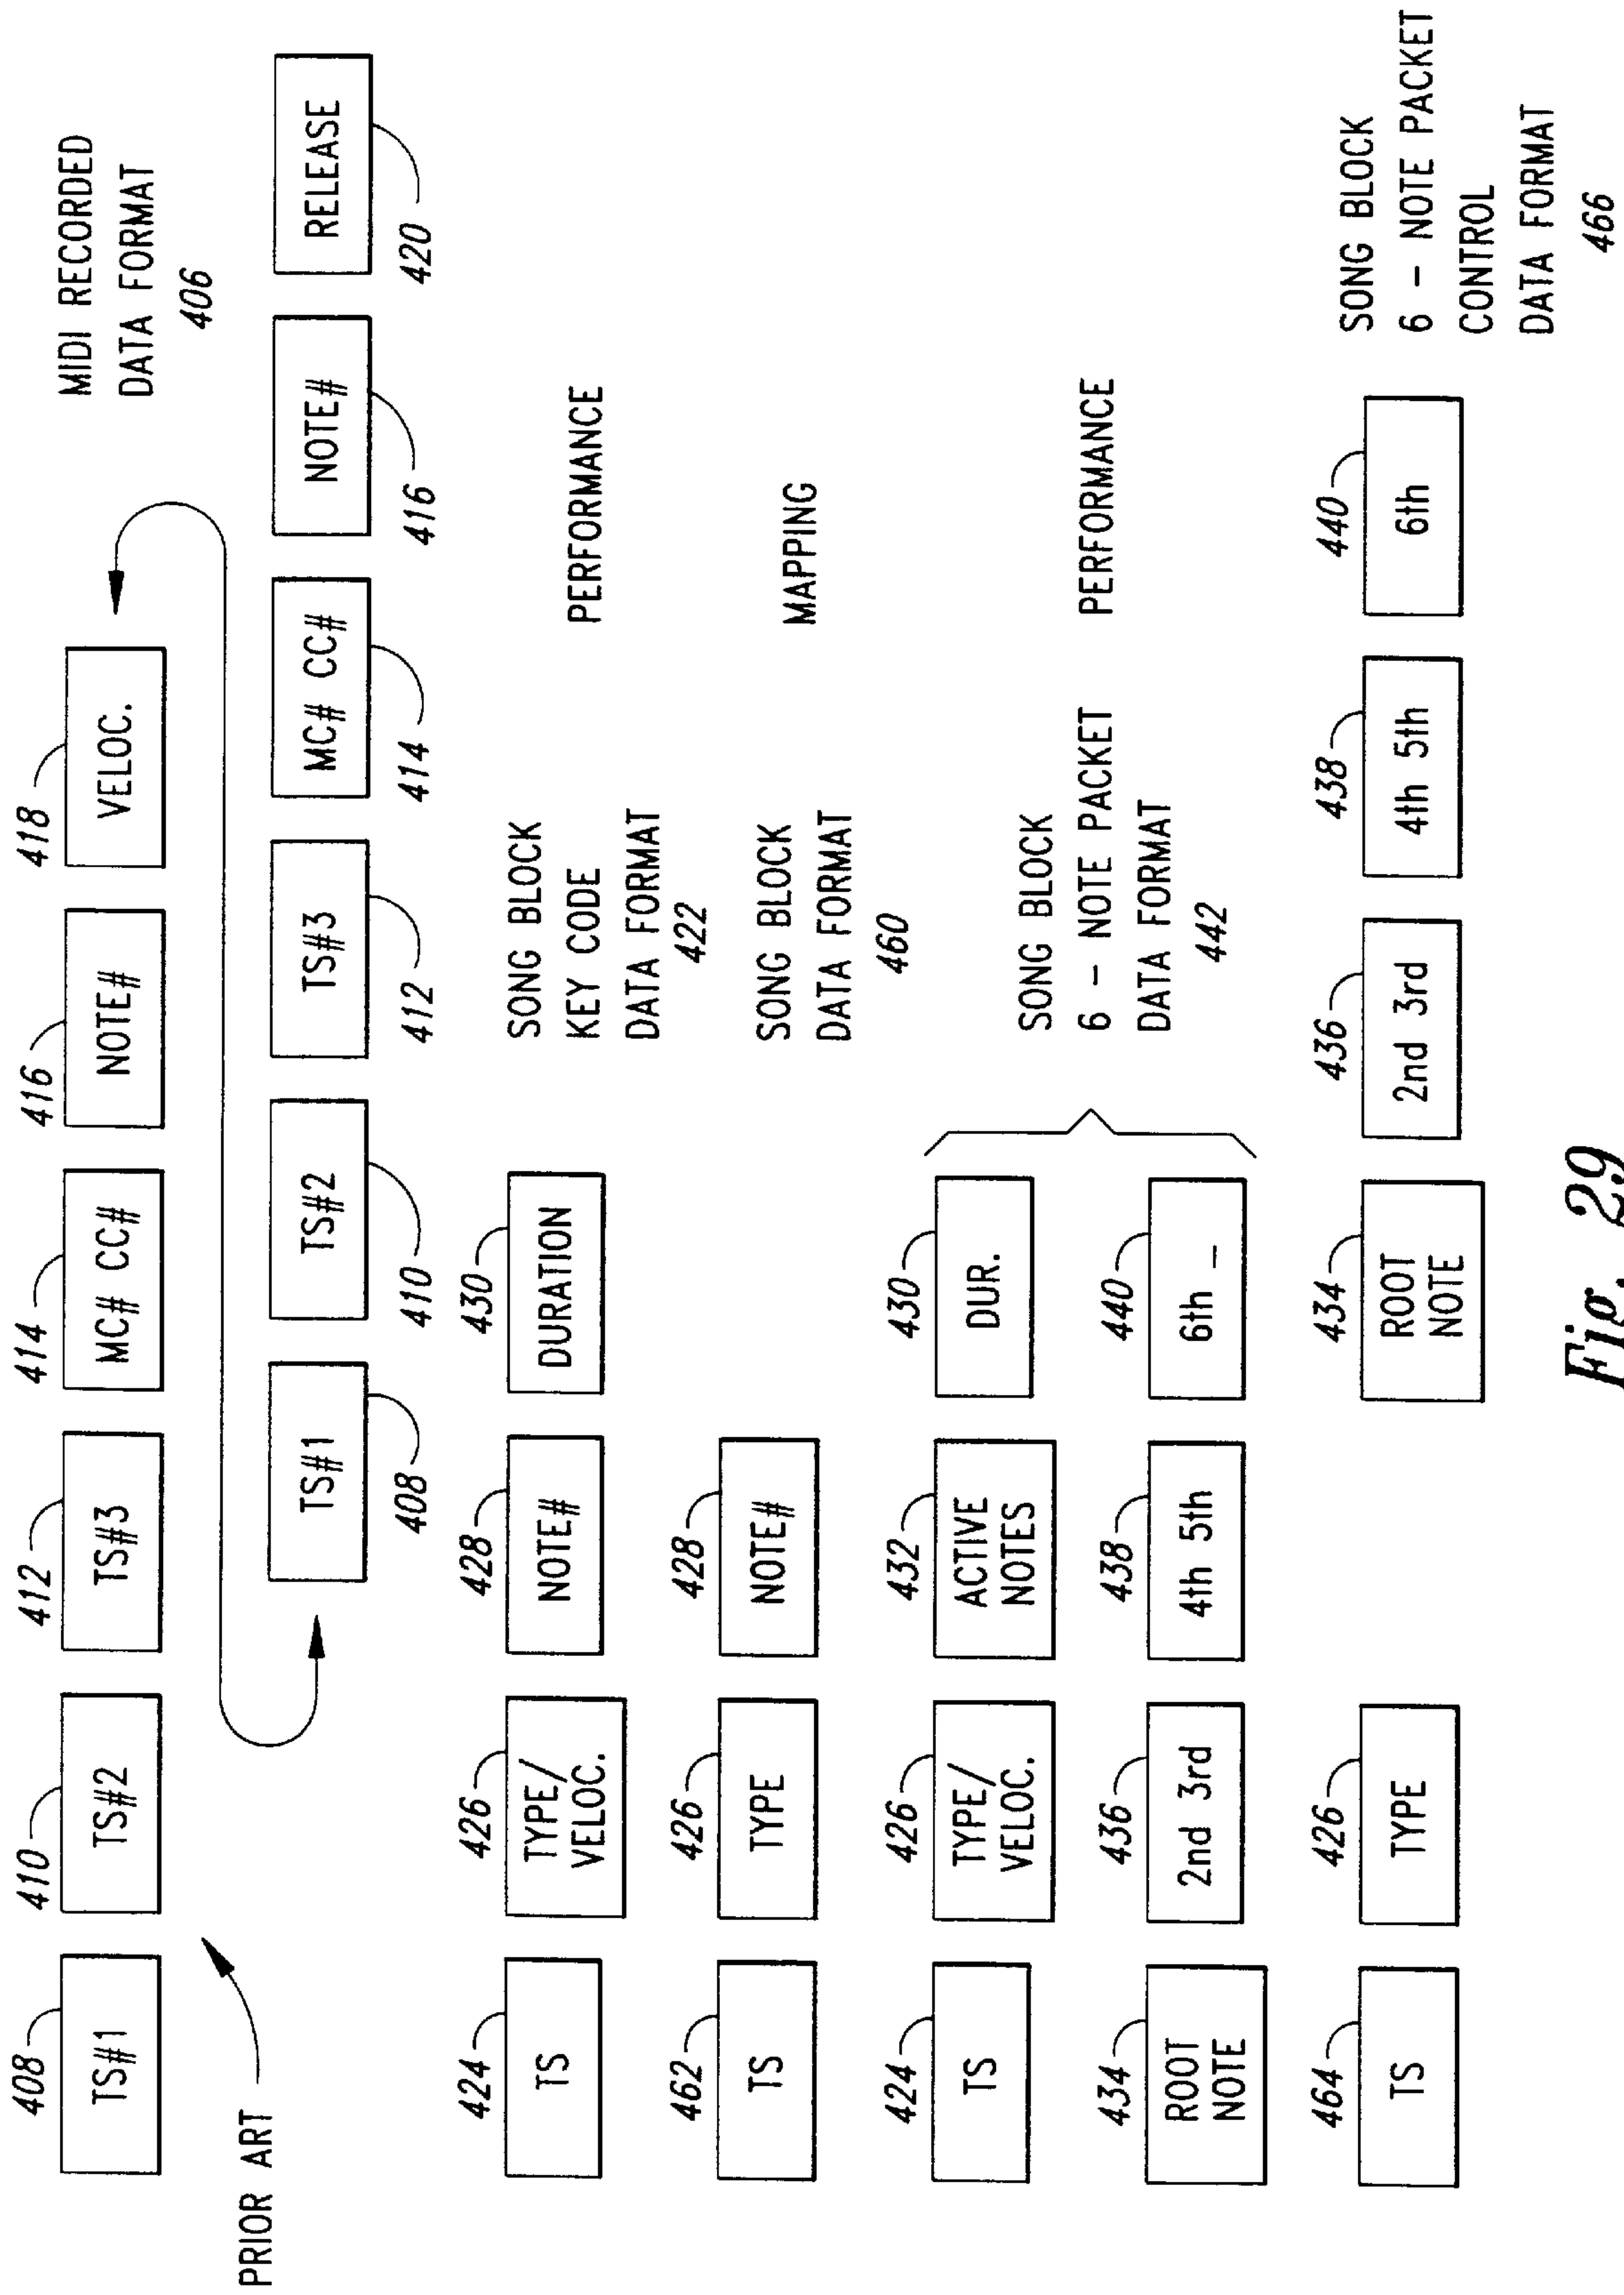 408 410 412 414 416 418
TS#1 TS#2 TS#3 MC# CC# NOTE# VELOC.
MIDI RECORDED
DATA FORMAT
406
PRIOR ART
TS#1 TS#2 TS#3 MC# CC# NOTE# RELEASE
408 410 412 414 416 420
424 426 428 430
TS
TYPE/
VELOC.
NOTE#
DURATION
SONG BLOCK
KEY CODE PERFORMANCE
DATA FORMAT
422
462 426 428
TS TYPE NOTE#
SONG BLOCK MAPPING
DATA FORMAT
460
424 426 432 430
TS
TYPE/
VELOC.
ACTIVE
NOTES
DUR.
434 436 438 440
ROOT
NOTE
2nd 3rd 4th 5th 6th _
SONG BLOCK
6 - NOTE PACKET PERFORMANCE
DATA FORMAT
442
464 426 434 436 438 440
TS TYPE
ROOT
NOTE
2nd 3rd 4th 5th 6th
SONG BLOCK
6 - NOTE PACKET
CONTROL
DATA FORMAT
466
Fig. 29